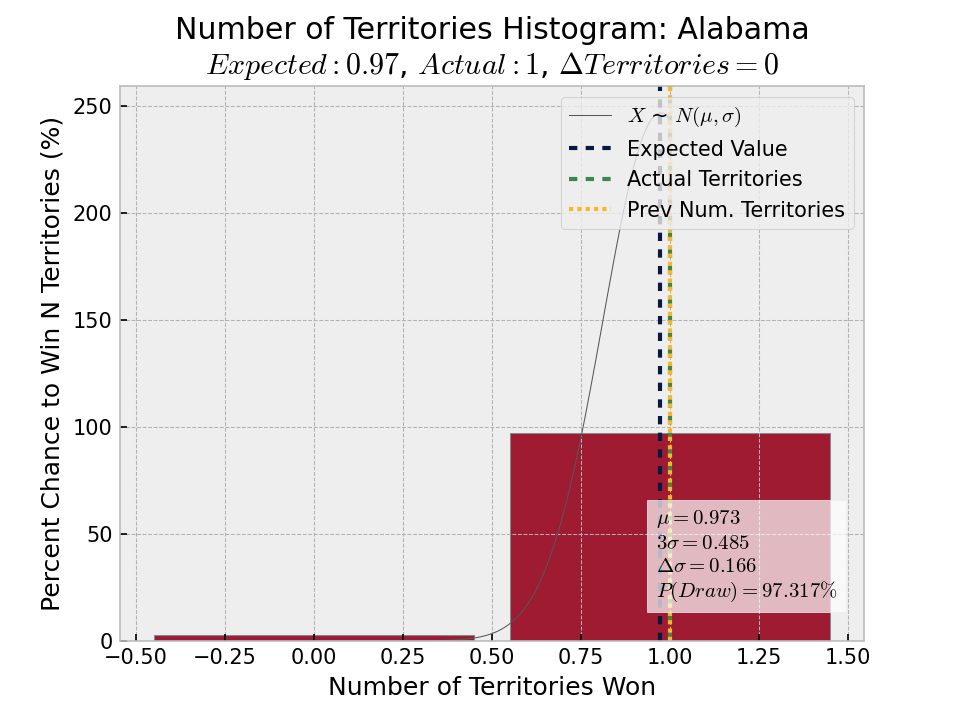 Number of Territories Histogram: Alabama
Expected : 0.97, Actual : 1, ΔTerritories = 0
Percent Chance to Win N Territories (%)
250
200
150
100
50
0
X ~ N(μ, σ)
Expected Value
Actual Territories
Prev Num. Territories
μ = 0.973
3σ = 0.485
Δσ = 0.166
P(Draw) = 97.317%
−0.50 −0.25 0.00 0.25 0.50 0.75 1.00 1.25 1.50
Number of Territories Won